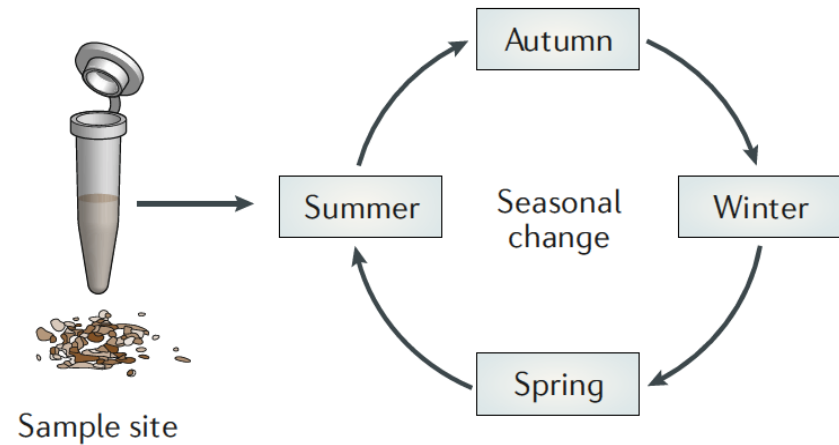 Autumn
Summer
Seasonal
change
Winter
Spring
Sample site